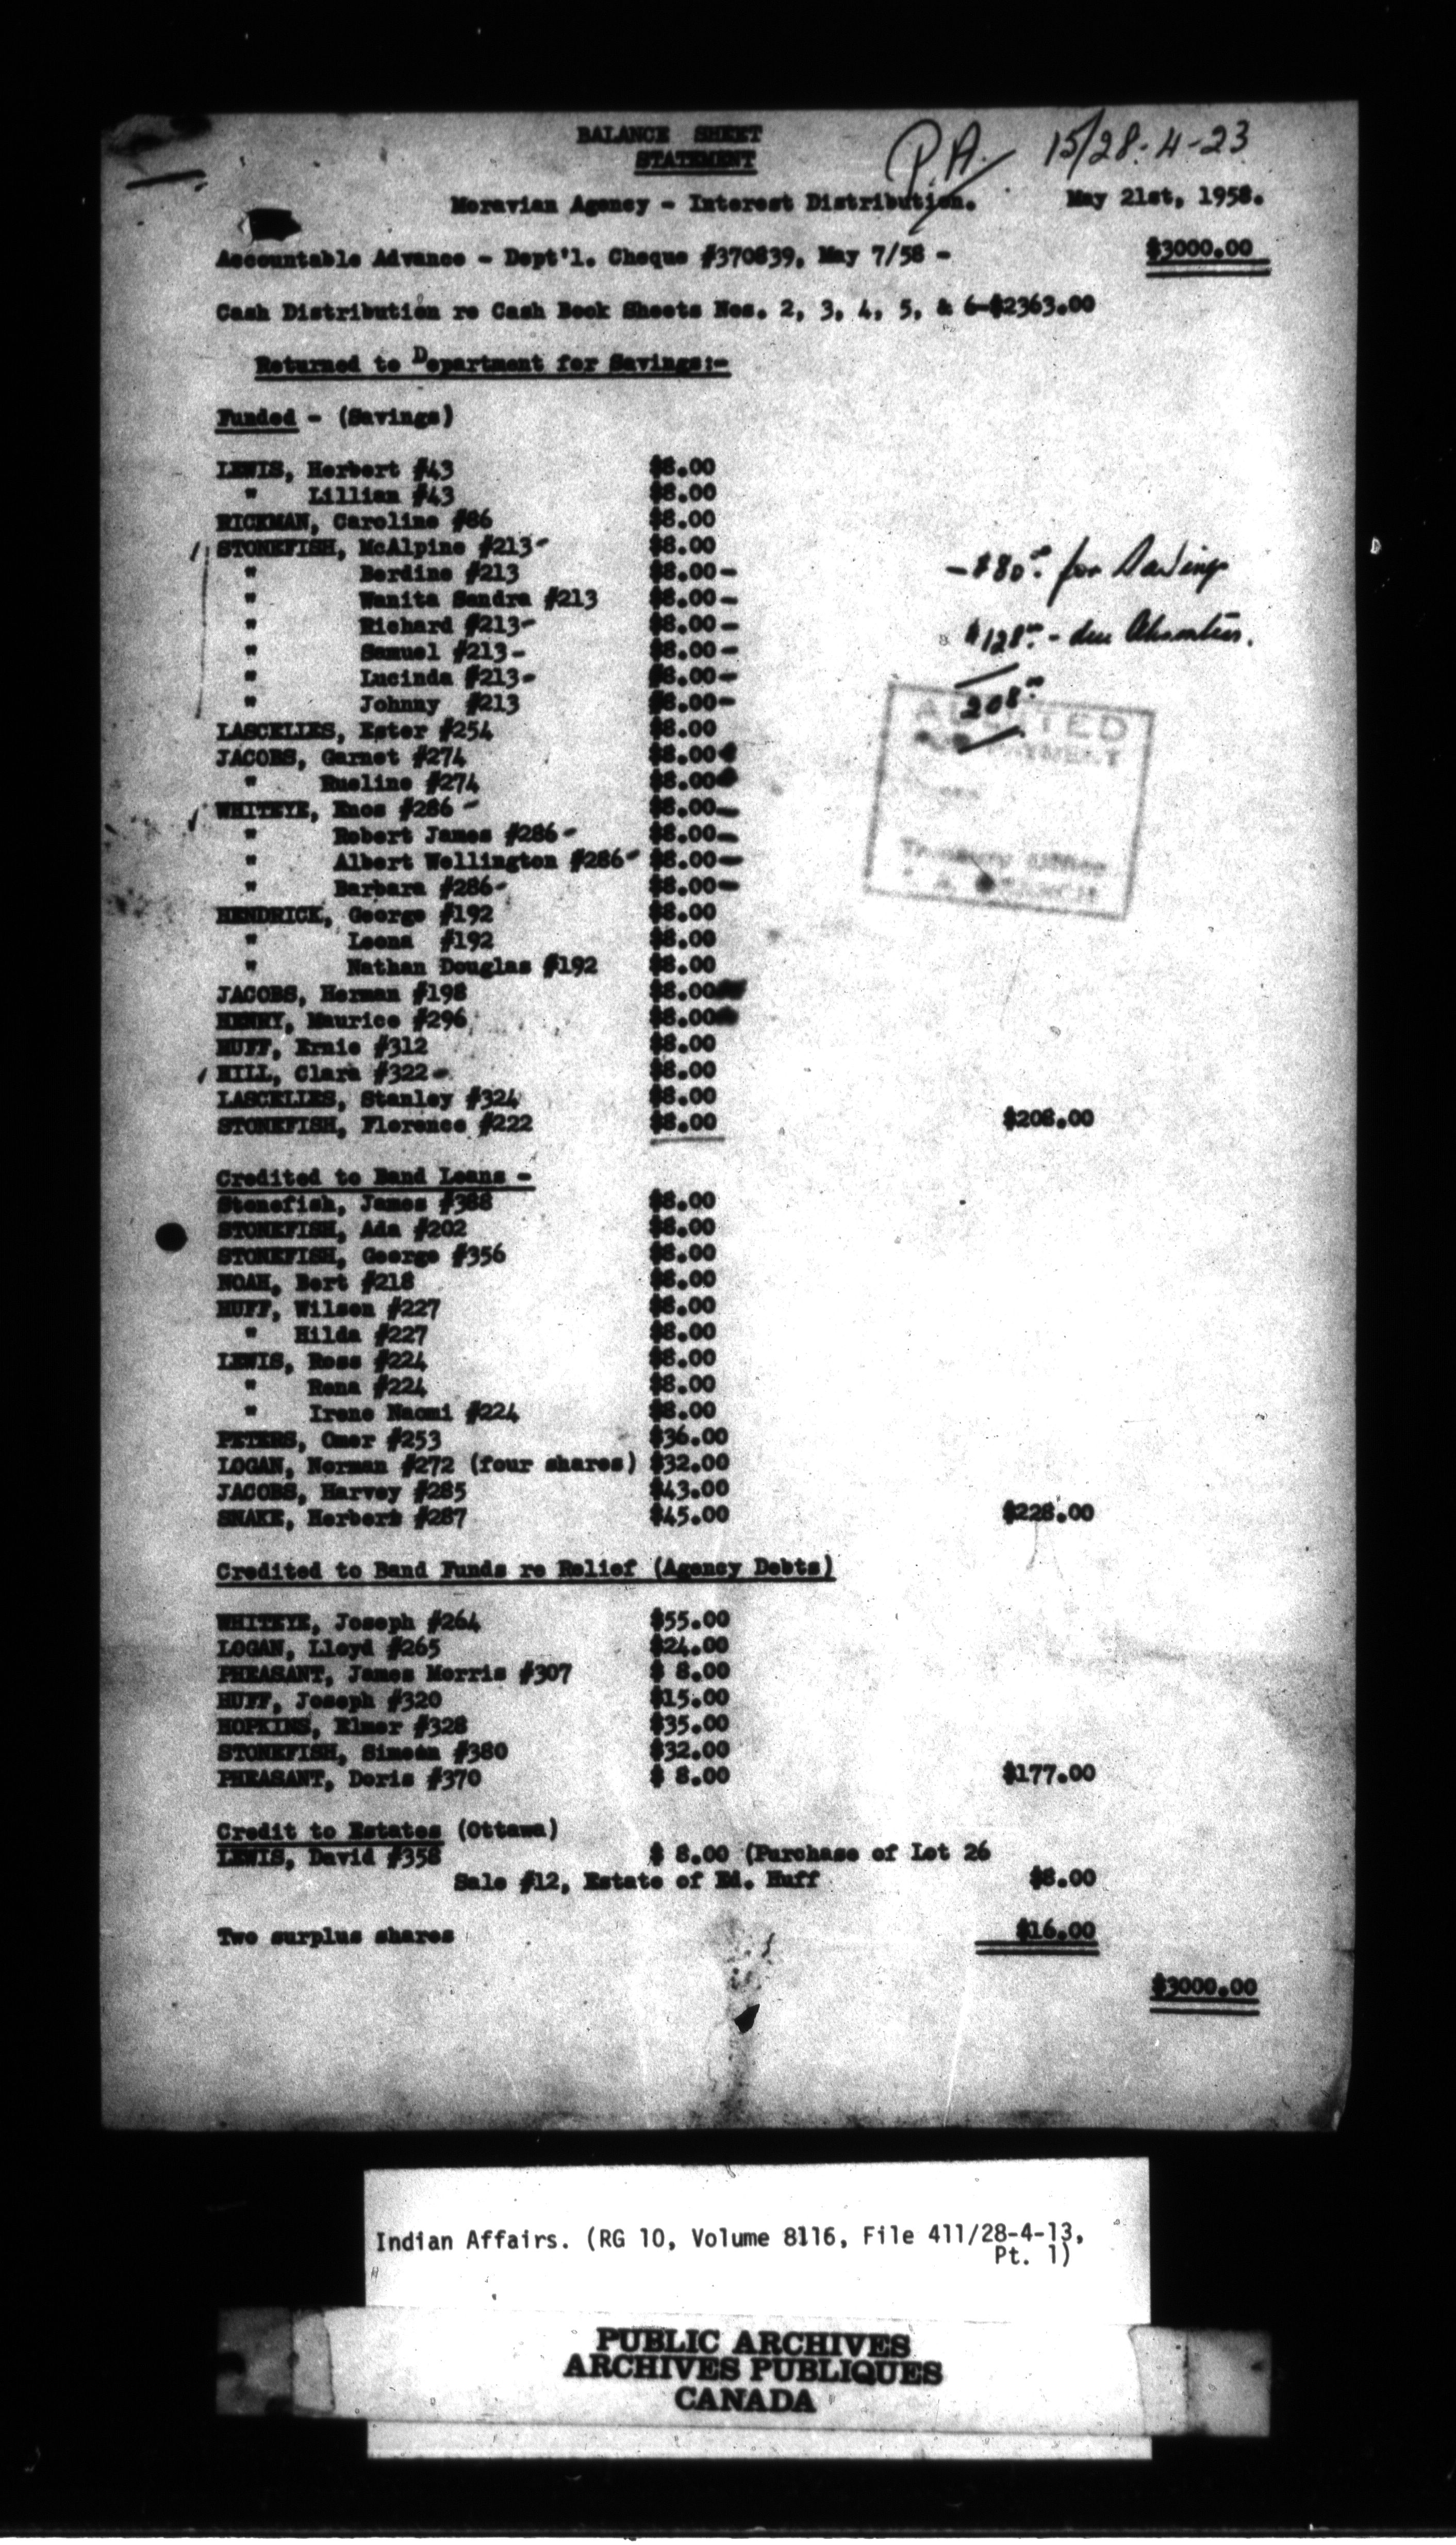 BALANCE SHEET
STATEMENT
P.A. 15/28-4-23
Moravian Agency - Interest Distribution. May 21st, 1958.
Accountable Advance - Dept'l. Cheque #370839, May 7/58 - $3000.00
Cash Distribution re Cash Book Sheets Nos. 2, 3, 4, 5, & 6-$2363.00
Returned to Department for Savings:-
Funded - (Savings)
LEWIS, Herbert #43 $8.00
" Lillian #43 $8.00
RICKMAN, Caroline #86 $8.00
STONEFISH, McAlpine #213- $8.00
" Berdine #213 $8.00- - $80.00 for Savings
" Wanita Sandra #213 $8.00-
" Richard #213- $8.00- $128.00 - due Absentees.
" Samuel #213- $8.00-
" Lucinda #213- $8.00-
" Johnny #213 $8.00- 208.00
LASCELLES, Ester #254 $8.00
JACOBS, Garnet #274 $8.00
" Rueline #274 $8.00
WHITEYE, Enos #286 - $8.00-
" Robert James #286- $8.00-
" Albert Wellington #286- $8.00-
" Barbara #286- $8.00-
HENDRICK, George #192 $8.00
" Leona #192 $8.00
" Nathan Douglas #192 $8.00
JACOBS, Herman #198 $8.00
HENRY, Maurice #296 $8.00
HUFF, Ernie #312 $8.00
HILL, Clara #322- $8.00
LASCELLES, Stanley #324 $8.00
STONEFISH, Florence #222 $8.00 $208.00
AUDITED
PAYMENT
Treasury Office
Credited to Band Loans -
Stonefish, James #388 $8.00
STONEFISH, Ada #202 $8.00
STONEFISH, George #356 $8.00
NOAH, Bert #218 $8.00
HUFF, Wilson #227 $8.00
" Hilda #227 $8.00
LEWIS, Ross #224 $8.00
" Rena #224 $8.00
" Irene Naomi #224 $8.00
PETERS, Omer #253 $36.00
LOGAN, Norman #272 (four shares) $32.00
JACOBS, Harvey #285 $43.00
SNAKE, Herbert #287 $45.00 $228.00
Credited to Band Funds re Relief (Agency Debts)
WHITEYE, Joseph #264 $55.00
LOGAN, Lloyd #265 $24.00
PHEASANT, James Morris #307 $ 8.00
HUFF, Joseph #320 $15.00
HOPKINS, Elmer #328 $35.00
STONEFISH, Simeon #380 $32.00
PHEASANT, Doris #370 $ 8.00 $177.00
Credit to Estates (Ottawa)
LEWIS, David #358 $ 8.00 (Purchase of Lot 26
Sale #12, Estate of Ed. Huff $8.00
Two surplus shares $16.00
$3000.00
Indian Affairs. (RG 10, Volume 8116, File 411/28-4-13,
Pt. 1)
PUBLIC ARCHIVES
ARCHIVES PUBLIQUES
CANADA